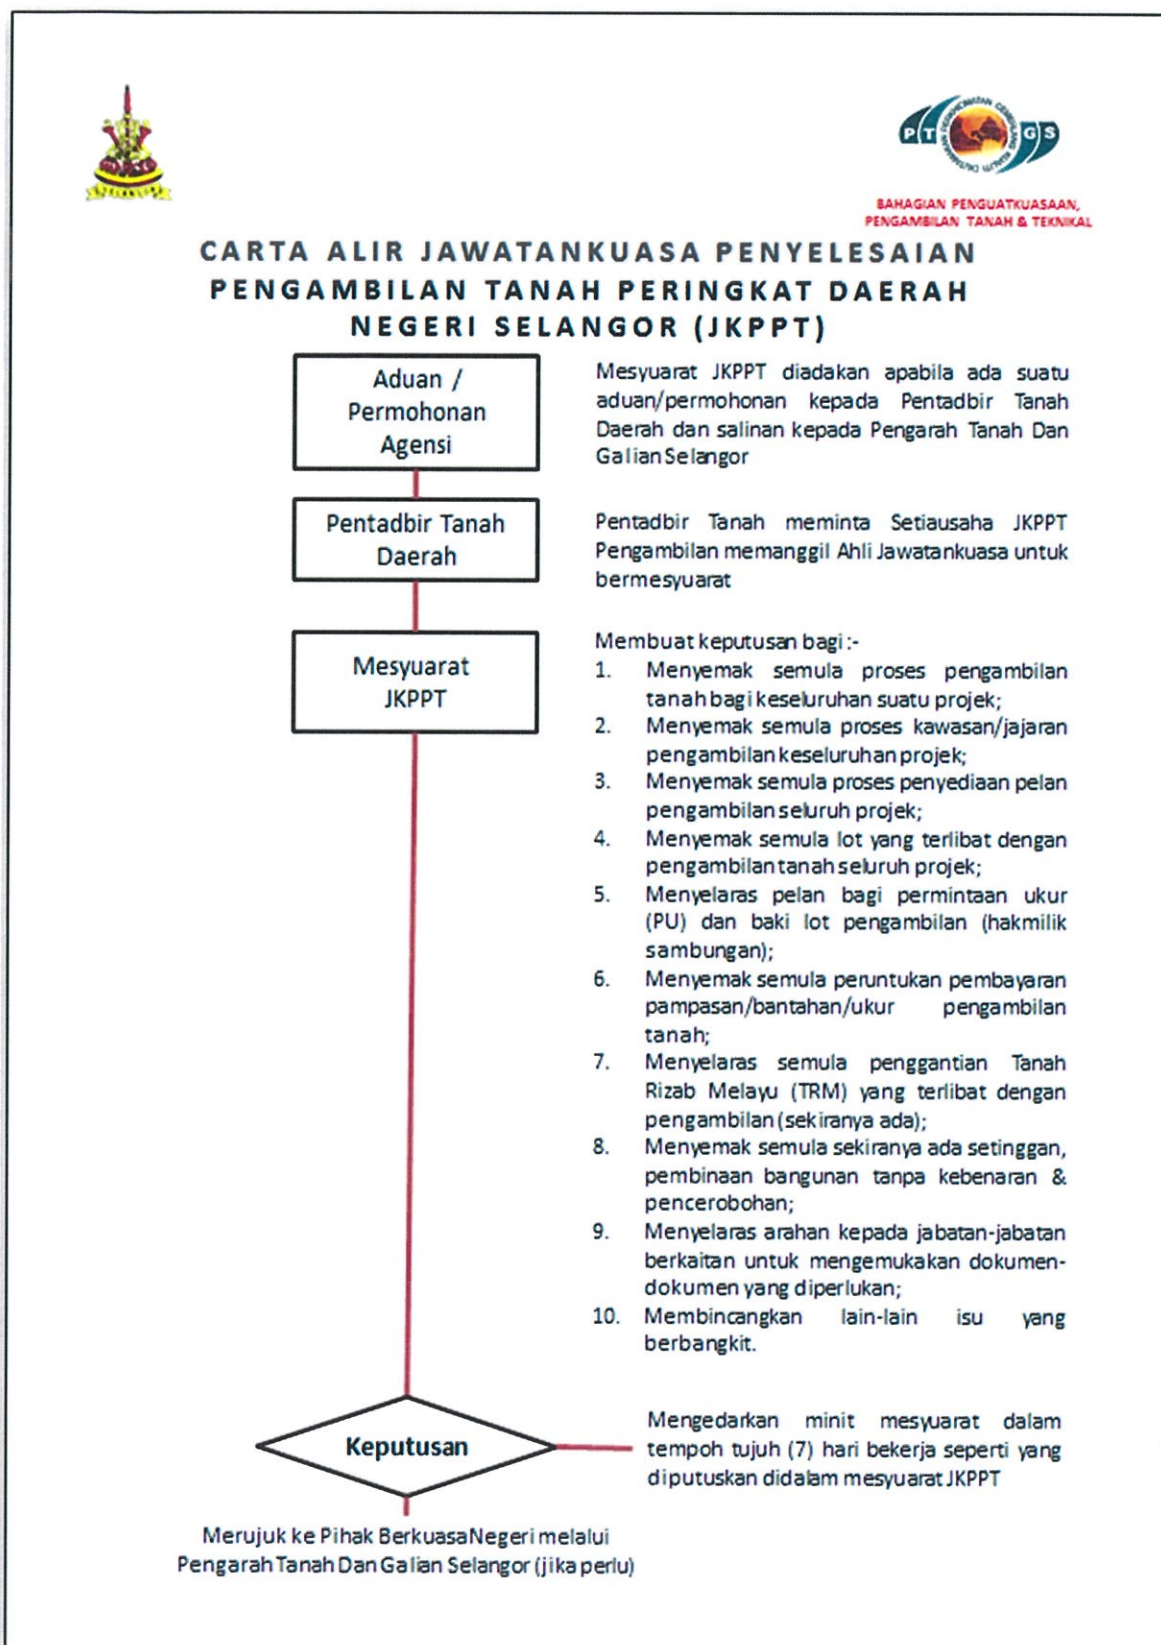 SELANGOR
PTGS
BAHAGIAN PENGUATKUASAAN,
PENGAMBILAN TANAH & TEKNIKAL
CARTA ALIR JAWATANKUASA PENYELESAIAN
PENGAMBILAN TANAH PERINGKAT DAERAH
NEGERI SELANGOR (JKPPT)
Aduan /
Permohonan
Agensi
Mesyuarat JKPPT diadakan apabila ada suatu
aduan/permohonan kepada Pentadbir Tanah
Daerah dan salinan kepada Pengarah Tanah Dan
Galian Selangor
Pentadbir Tanah
Daerah
Pentadbir Tanah meminta Setiausaha JKPPT
Pengambilan memanggil Ahli Jawatankuasa untuk
bermesyuarat
Mesyuarat
JKPPT
Membuat keputusan bagi :-
1. Menyemak semula proses pengambilan
tanah bagi keseluruhan suatu projek;
2. Menyemak semula proses kawasan/jajaran
pengambilan keseluruhan projek;
3. Menyemak semula proses penyediaan pelan
pengambilan seluruh projek;
4. Menyemak semula lot yang terlibat dengan
pengambilan tanah seluruh projek;
5. Menyelaras pelan bagi permintaan ukur
(PU) dan baki lot pengambilan (hakmilik
sambungan);
6. Menyemak semula peruntukan pembayaran
pampasan/bantahan/ukur pengambilan
tanah;
7. Menyelaras semula penggantian Tanah
Rizab Melayu (TRM) yang terlibat dengan
pengambilan (sekiranya ada);
8. Menyemak semula sekiranya ada setinggan,
pembinaan bangunan tanpa kebenaran &
pencerobohan;
9. Menyelaras arahan kepada jabatan-jabatan
berkaitan untuk mengemukakan dokumen-
dokumen yang diperlukan;
10. Membincangkan lain-lain isu yang
berbangkit.
Keputusan
Mengedarkan minit mesyuarat dalam
tempoh tujuh (7) hari bekerja seperti yang
diputuskan didalam mesyuarat JKPPT
Merujuk ke Pihak Berkuasa Negeri melalui
Pengarah Tanah Dan Galian Selangor (jika perlu)